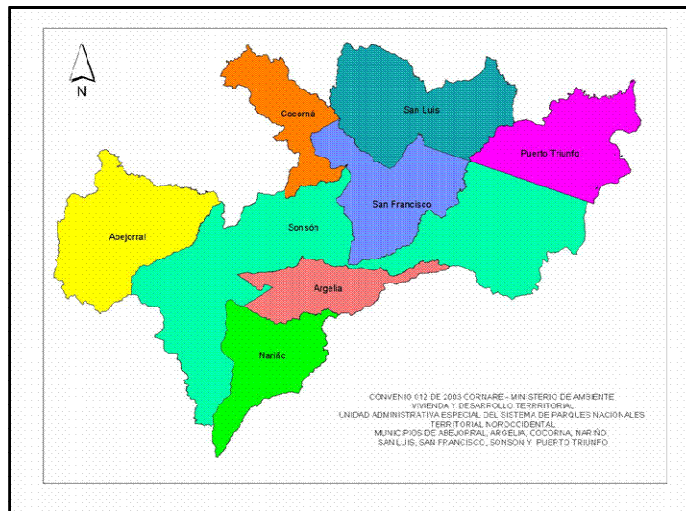 N
Cocorná
San Luis
Puerto Triunfo
San Francisco
Abejorral
Sonsón
Argelia
Nariño
CONVENIO 012 DE 2003 CORNARE - MINISTERIO DE AMBIENTE
VIVIENDA Y DESARROLLO TERRRITORIAL
UNIDAD ADMINISTRATIVA ESPECIAL DEL SISTEMA DE PARQUES NACIONALES
TERRITORIAL NOROCCIDENTAL
MUNICIPIOS DE ABEJORRAL, ARGELIA, COCORNA, NARIÑO
SAN LUIS, SAN FRANCISCO, SONSON Y PUERTO TRIUNFO